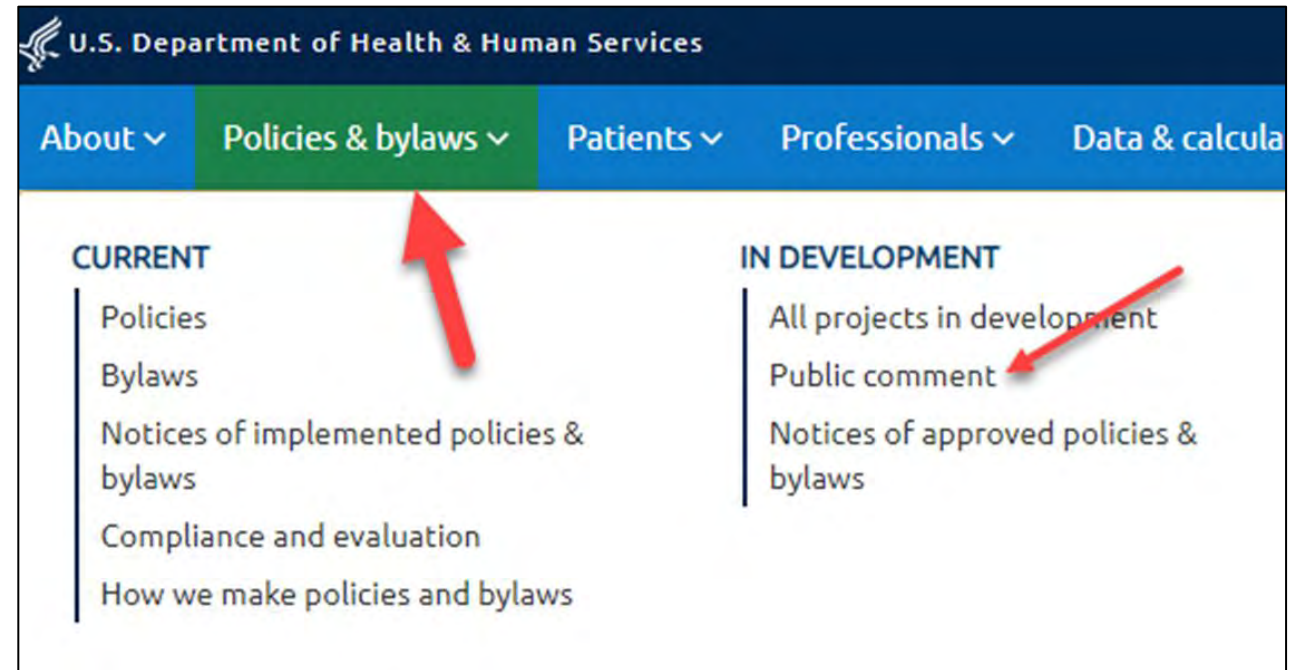 U.S. Department of Health & Human Services
About Policies & bylaws Patients Professionals Data & calcula
CURRENT
Policies
Bylaws
Notices of implemented policies &
bylaws
Compliance and evaluation
How we make policies and bylaws
IN DEVELOPMENT
All projects in development
Public comment
Notices of approved policies &
bylaws